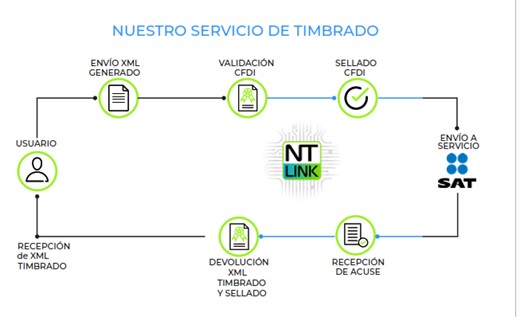 NUESTRO SERVICIO DE TIMBRADO
ENVÍO XML
GENERADO
VALIDACIÓN
CFDI
SELLADO
CFDI
USUARIO
NT
LINK
ENVÍO A
SERVICIO
SAT
RECEPCIÓN
de XML
TIMBRADO
DEVOLUCIÓN
XML
TIMBRADO
Y SELLADO
RECEPCIÓN
DE ACUSE